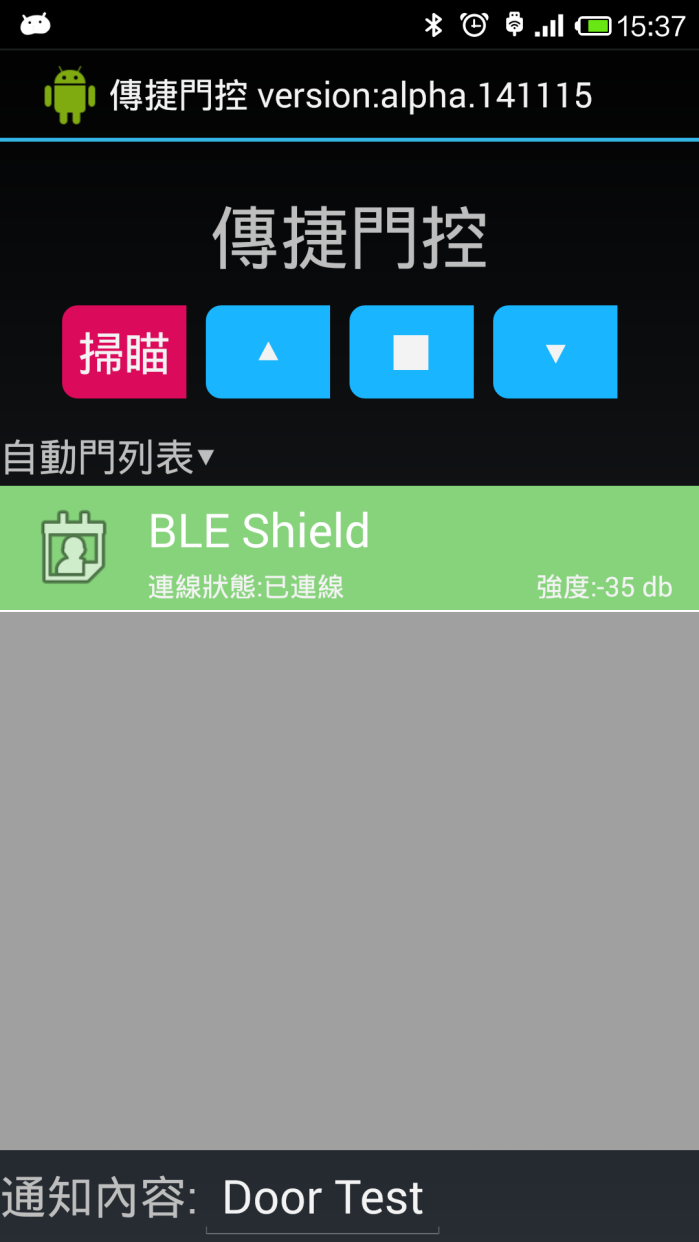 15:37
傳捷門控 version:alpha.141115
傳捷門控
掃瞄 ▲ ■ ▼
自動門列表▾
BLE Shield
連線狀態:已連線 強度:-35 db
通知內容: Door Test